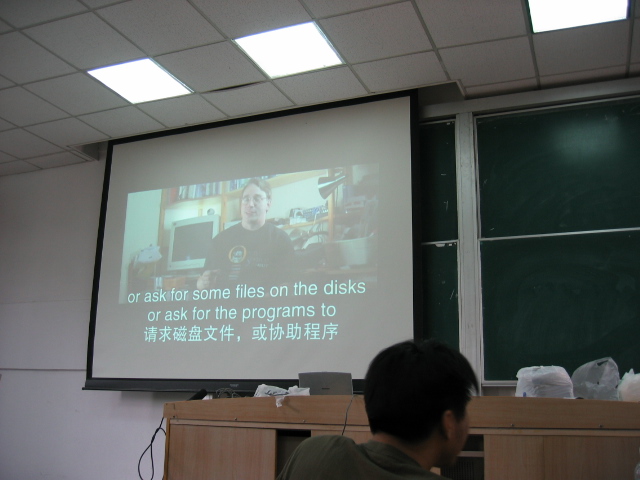 or ask for some files on the disks
or ask for the programs to
请求磁盘文件，或协助程序